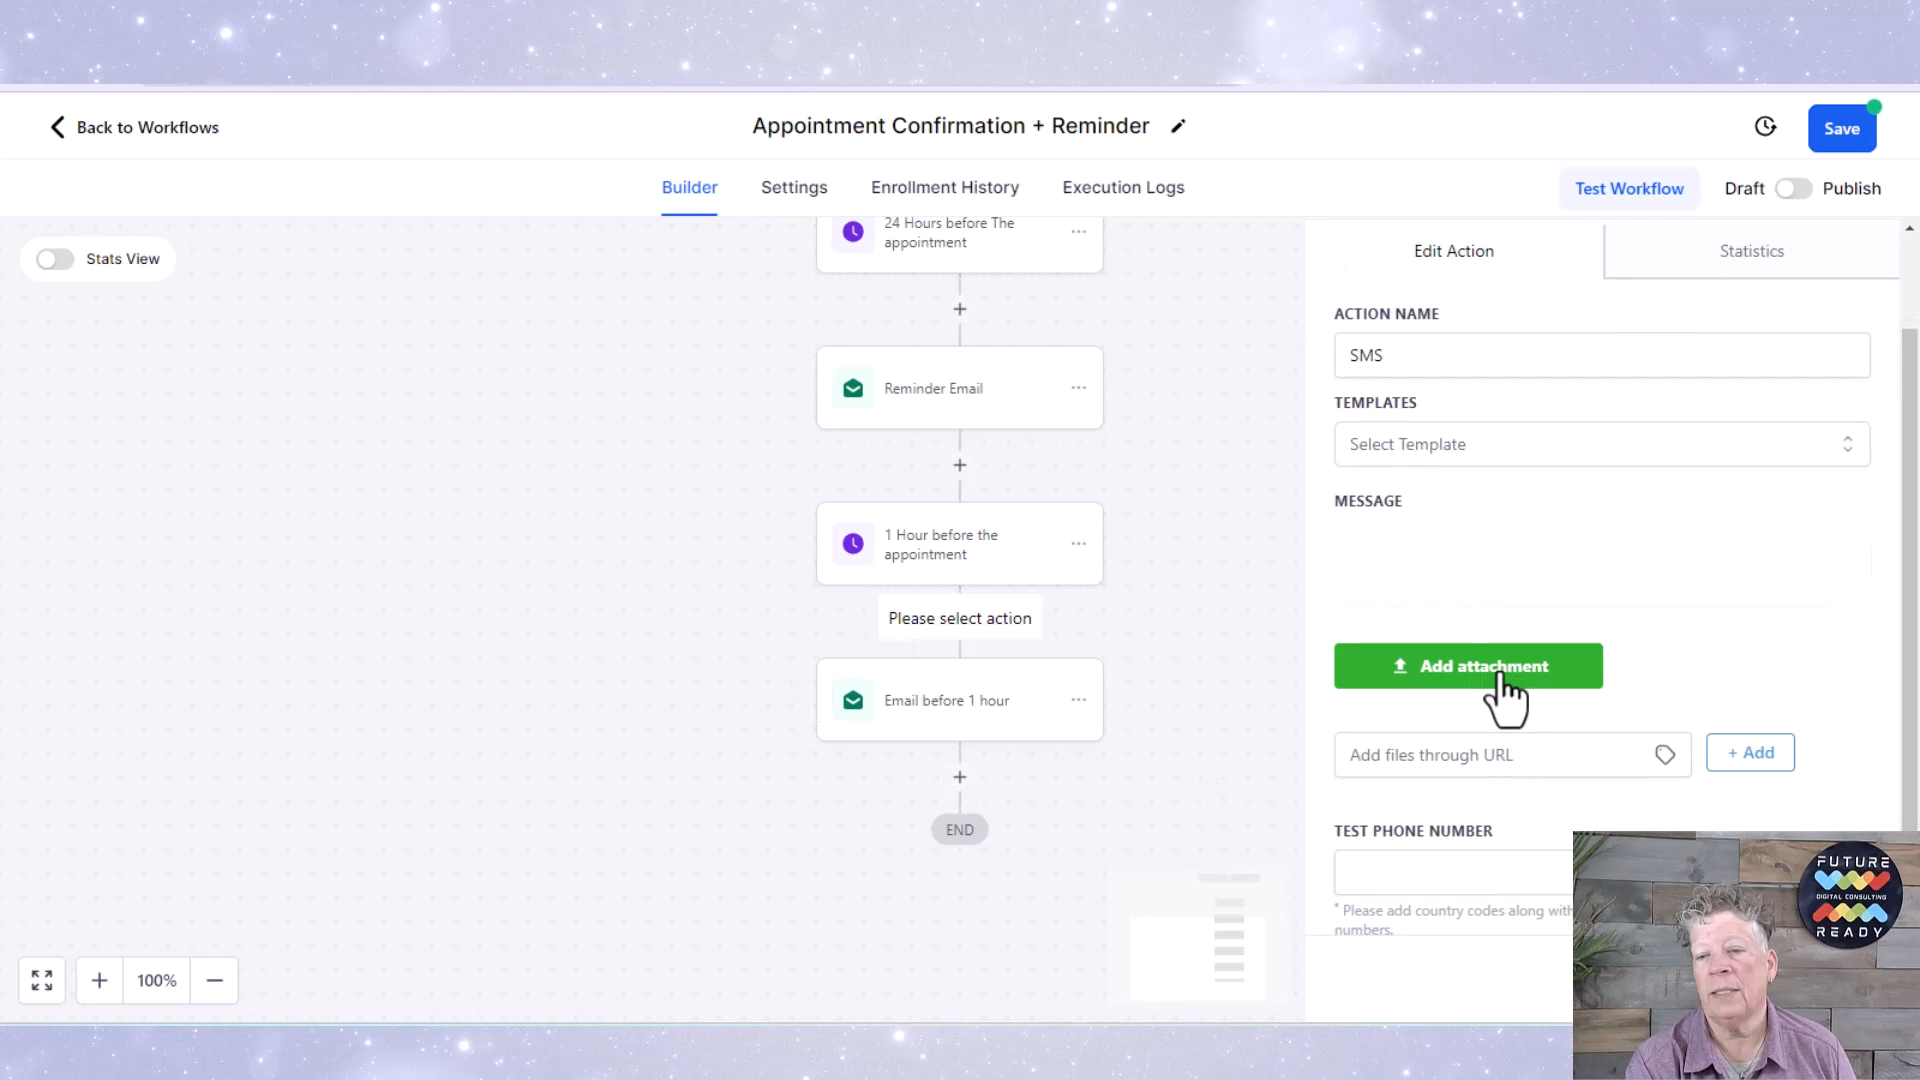 Back to Workflows
Appointment Confirmation + Reminder
Save
Builder
Settings
Enrollment History
Execution Logs
Test Workflow
Draft
Publish
Stats View
24 Hours before The
appointment
Reminder Email
1 Hour before the
appointment
Please select action
Email before 1 hour
END
100%
Edit Action
Statistics
ACTION NAME
SMS
TEMPLATES
Select Template
MESSAGE
Add attachment
Add files through URL
+ Add
TEST PHONE NUMBER
* Please add country codes along with
numbers.
FUTURE
DIGITAL CONSULTING
READY